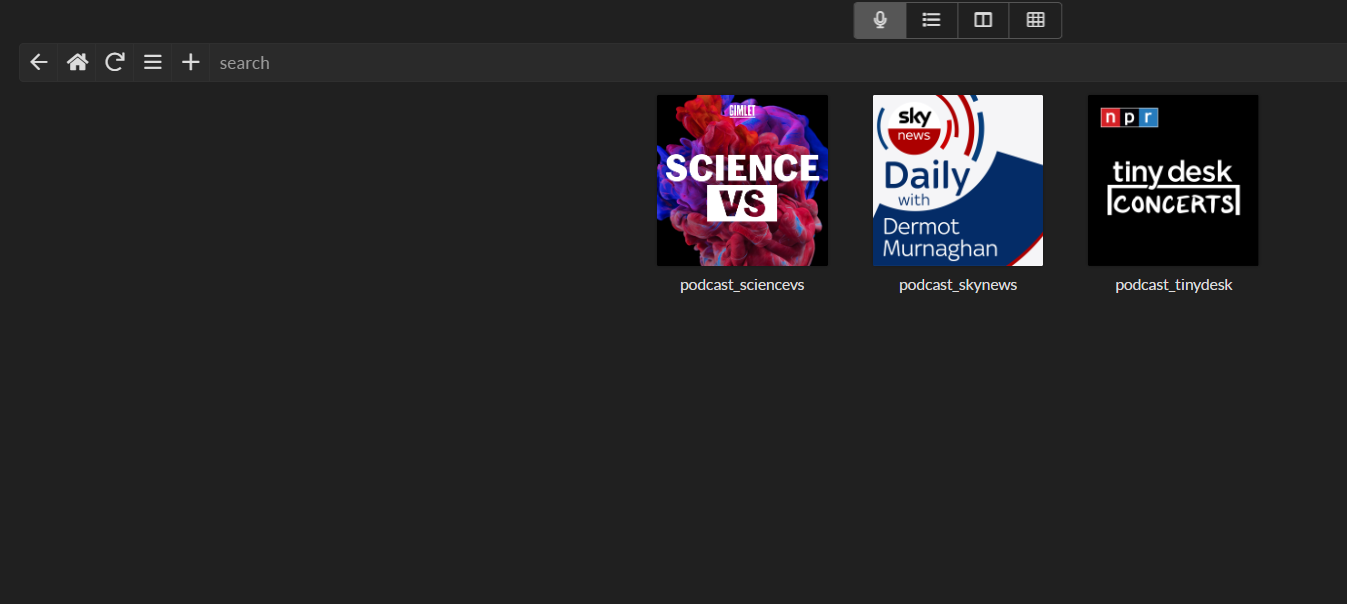 search
GIMLET
SCIENCE
VS
podcast_sciencevs
sky
news
Daily
with
Dermot
Murnaghan
podcast_skynews
npr
tiny desk
CONCERTS
podcast_tinydesk